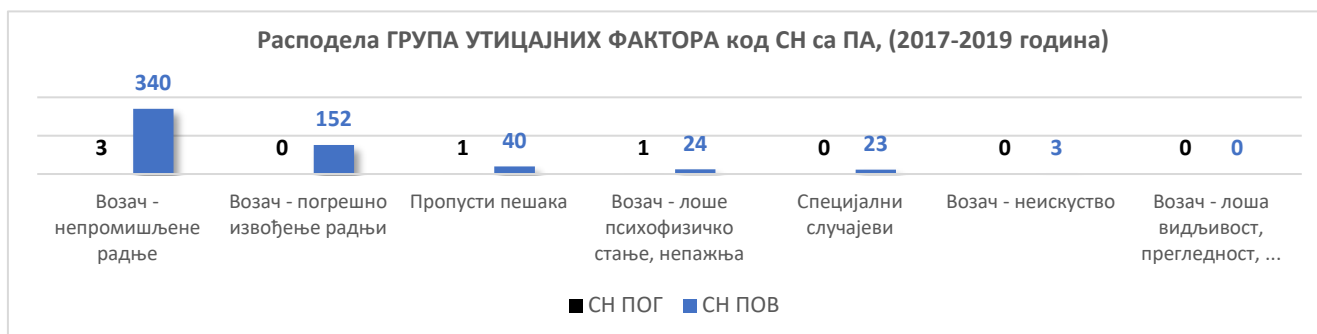 Расподела ГРУПА УТИЦАЈНИХ ФАКТОРА код СН са ПА, (2017-2019 година)
340
152
3 0 1 40 1 24 0 23 0 3 0 0
Возач - непромишљене радње
Возач - погрешно извођење радњи
Пропусти пешака
Возач - лоше психофизичко стање, непажња
Специјални случајеви
Возач - неискуство
Возач - лоша видљивост, прегледност, ...
СН ПОГ СН ПОВ